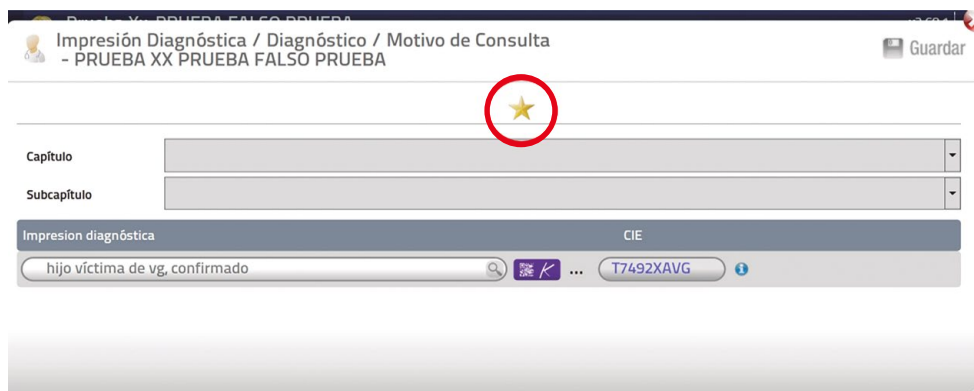 Impresión Diagnóstica / Diagnóstico / Motivo de Consulta
- PRUEBA XX PRUEBA FALSO PRUEBA
Guardar
Capítulo
Subcapítulo
Impresion diagnóstica CIE
hijo víctima de vg, confirmado K ... T7492XAVG i